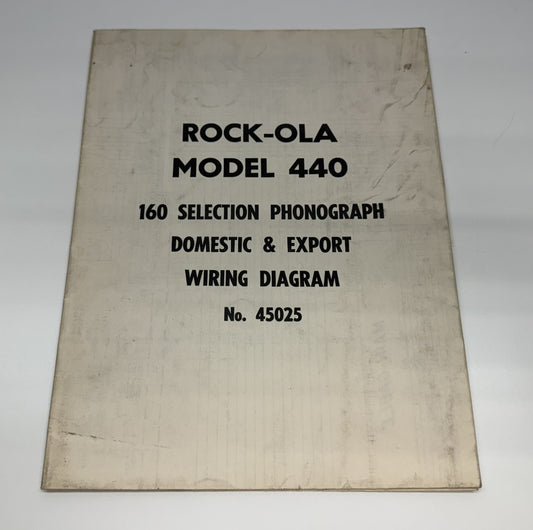 ROCK-OLA
MODEL 440
160 SELECTION PHONOGRAPH
DOMESTIC & EXPORT
WIRING DIAGRAM
No. 45025